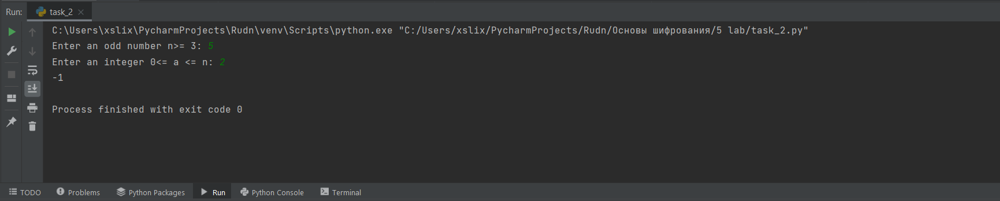 Run: task_2
C:\Users\xslix\PycharmProjects\Rudn\venv\Scripts\python.exe "C:/Users/xslix/PycharmProjects/Rudn/Основы шифрования/5 lab/task_2.py"
Enter an odd number n>= 3: 5
Enter an integer 0<= a <= n: 2
-1
Process finished with exit code 0
TODO Problems Python Packages Run Python Console Terminal